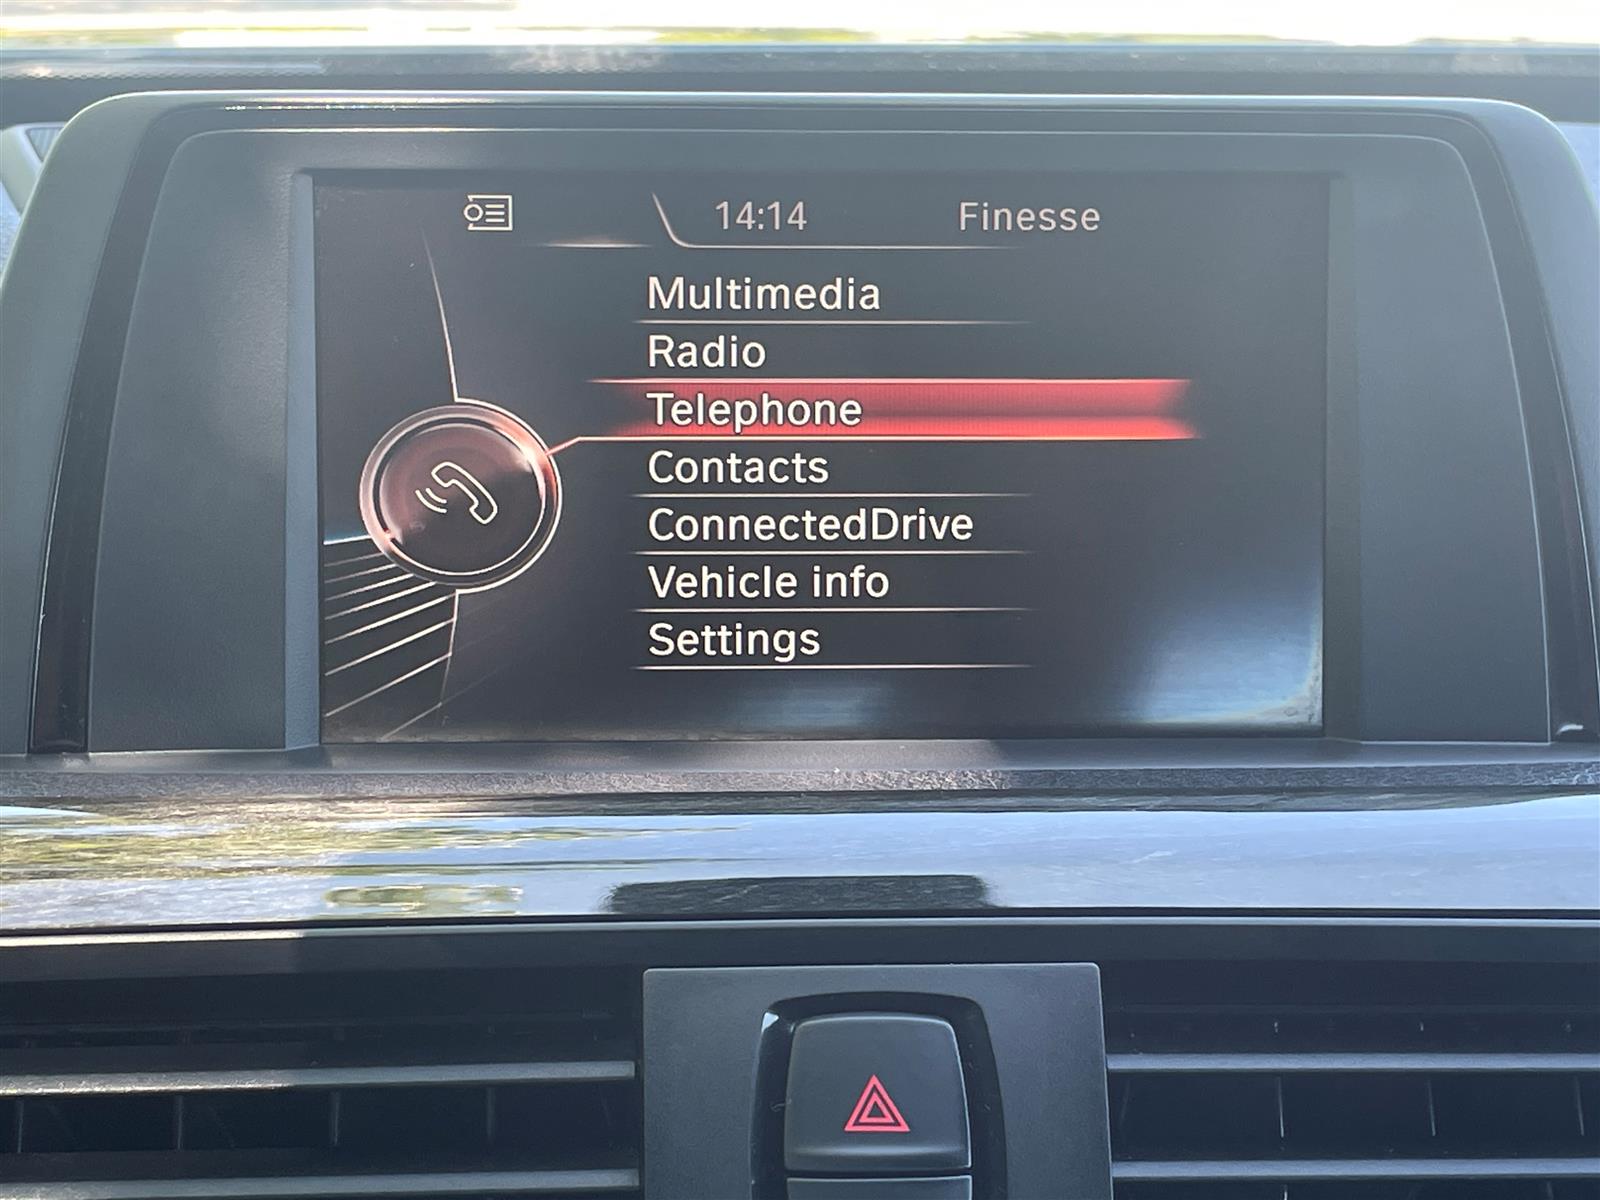 14:14 Finesse
Multimedia
Radio
Telephone
Contacts
ConnectedDrive
Vehicle info
Settings